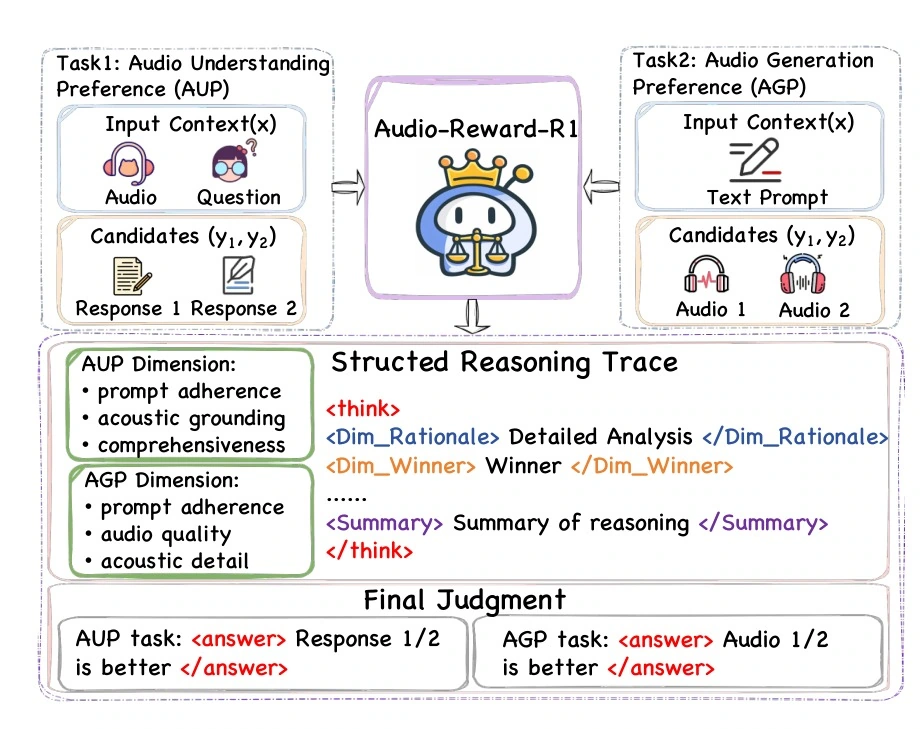 Task1: Audio Understanding
Preference (AUP)
Input Context(x)
Audio
Question
Candidates (y₁,y₂)
Response 1
Response 2
Audio-Reward-R1
Task2: Audio Generation
Preference (AGP)
Input Context(x)
Text Prompt
Candidates (y₁,y₂)
Audio 1
Audio 2
AUP Dimension:
• prompt adherence
• acoustic grounding
• comprehensiveness
AGP Dimension:
• prompt adherence
• audio quality
• acoustic detail
Structed Reasoning Trace
<think>
<Dim_Rationale> Detailed Analysis </Dim_Rationale>
<Dim_Winner> Winner </Dim_Winner>
......
<Summary> Summary of reasoning </Summary>
</think>
Final Judgment
AUP task: <answer> Response 1/2
is better </answer>
AGP task: <answer> Audio 1/2
is better </answer>